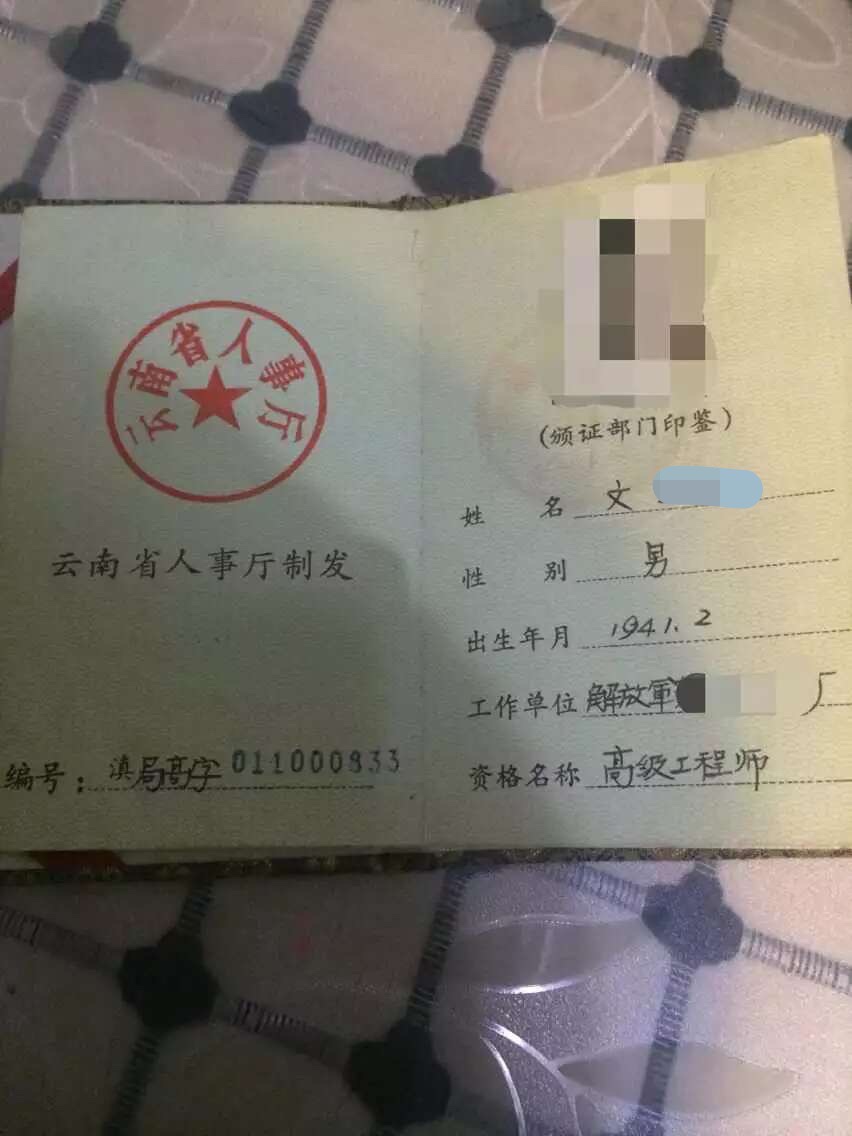 云南省人事厅
云南省人事厅制发
编号：滇局高字 011000933
(颁证部门印鉴)
姓 名 文
性 别 男
出生年月 1941.2
工作单位 解放军 厂
资格名称 高级工程师